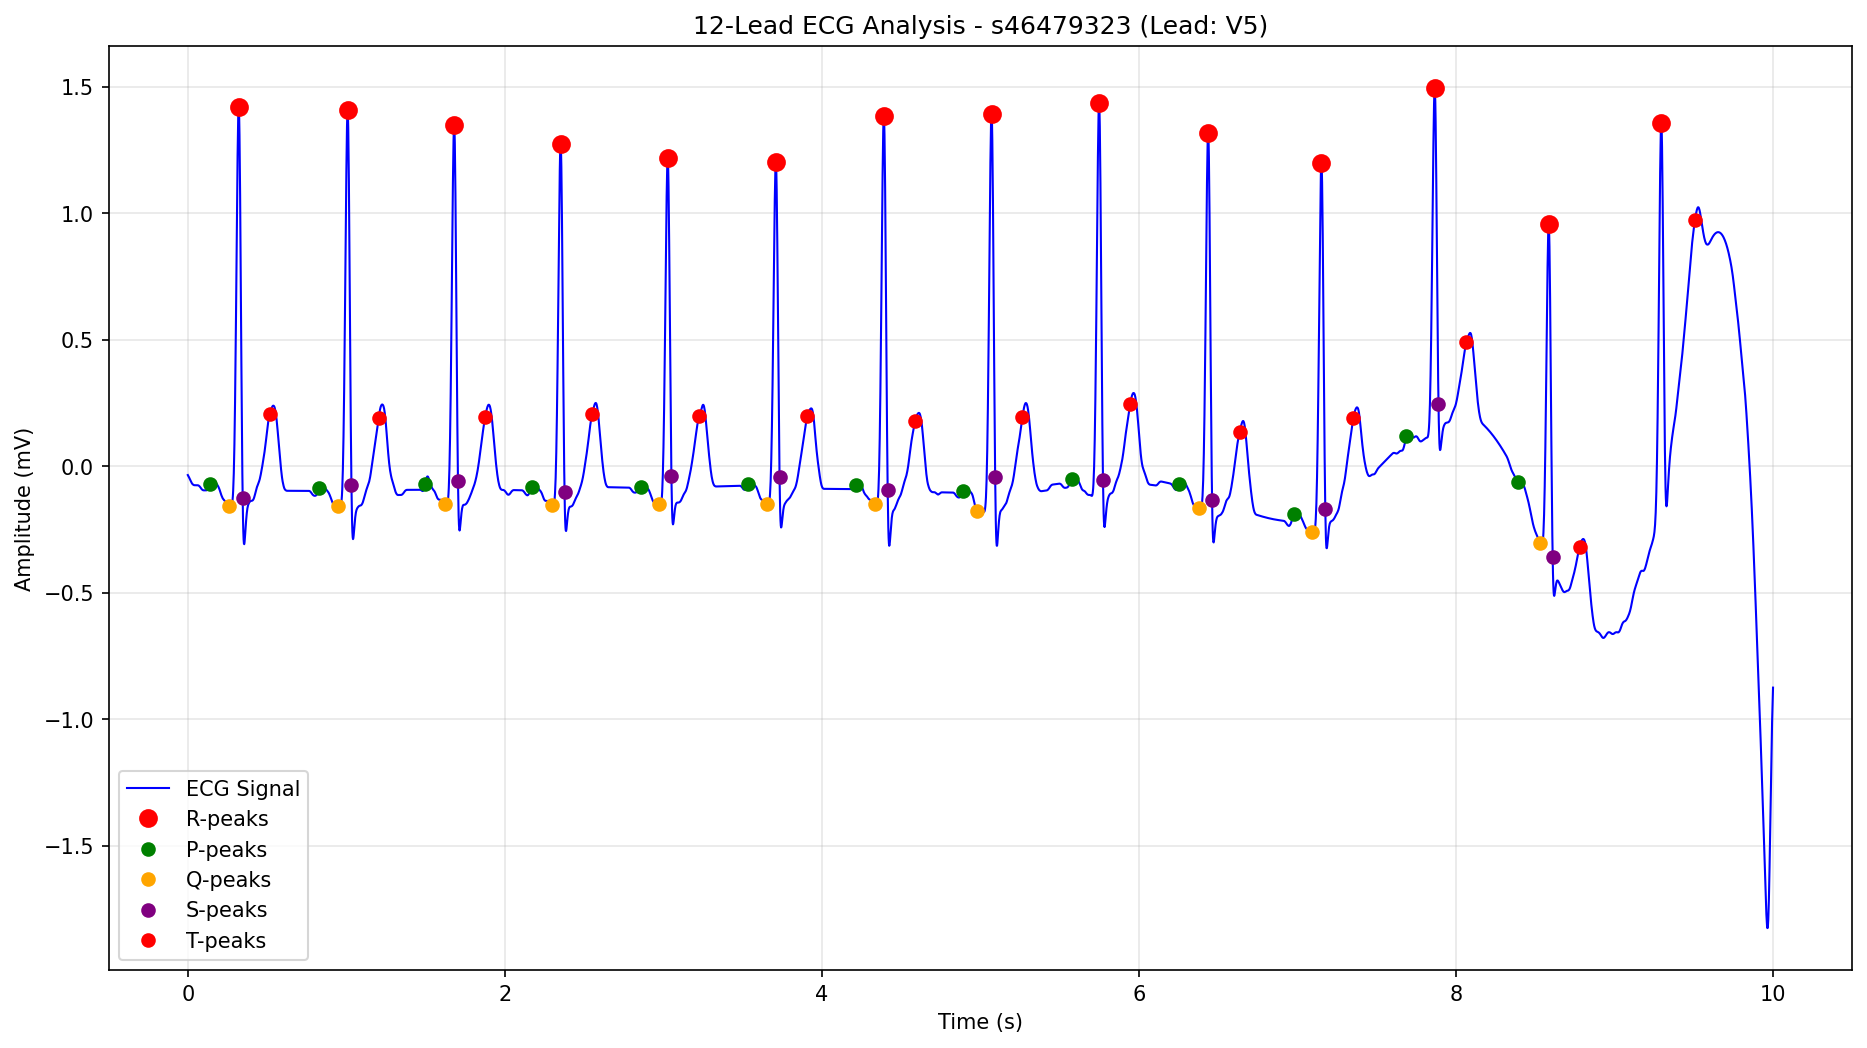 12-Lead ECG Analysis - s46479323 (Lead: V5)
1.5
1.0
0.5
0.0
−0.5
−1.0
−1.5
Amplitude (mV)
ECG Signal
R-peaks
P-peaks
Q-peaks
S-peaks
T-peaks
0 2 4 6 8 10
Time (s)